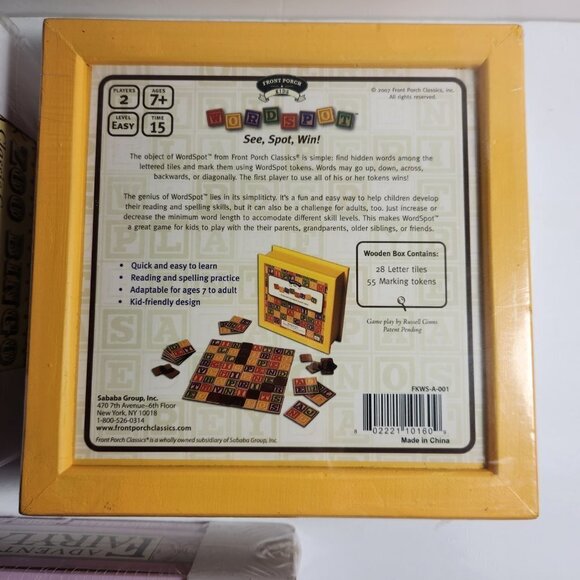 PLAYERS 2
AGES 7+
LEVEL EASY
TIME 15
FRONT PORCH
KIDS
© 2007 Front Porch Classics, Inc.
All rights reserved.
WORDSPOT™
See, Spot, Win!
The object of WordSpot™ from Front Porch Classics® is simple: find hidden words among the
lettered tiles and mark them using WordSpot tokens. Words may go up, down, across,
backwards, or diagonally. The first player to use all of his or her tokens wins!
The genius of WordSpot™ lies in its simpliticty. It's a fun and easy way to help children develop
their reading and spelling skills, but it can also be a challenge for adults, too. Just increase or
decrease the minimum word length to accomodate different skill levels. This makes WordSpot™
a great game for kids to play with the their parents, grandparents, older siblings, or friends.
• Quick and easy to learn
• Reading and spelling practice
• Adaptable for ages 7 to adult
• Kid-friendly design
Wooden Box Contains:
28 Letter tiles
55 Marking tokens
Game play by Russell Ginns
Patent Pending
Sababa Group, Inc.
470 7th Avenue–6th Floor
New York, NY 10018
1-800-526-0314
www.frontporchclassics.com
Front Porch Classics® is a wholly owned subsidiary of Sababa Group, Inc.
FKWS-A-001
8 02221 10160 9
Made in China
ADVENT
FAIRYT